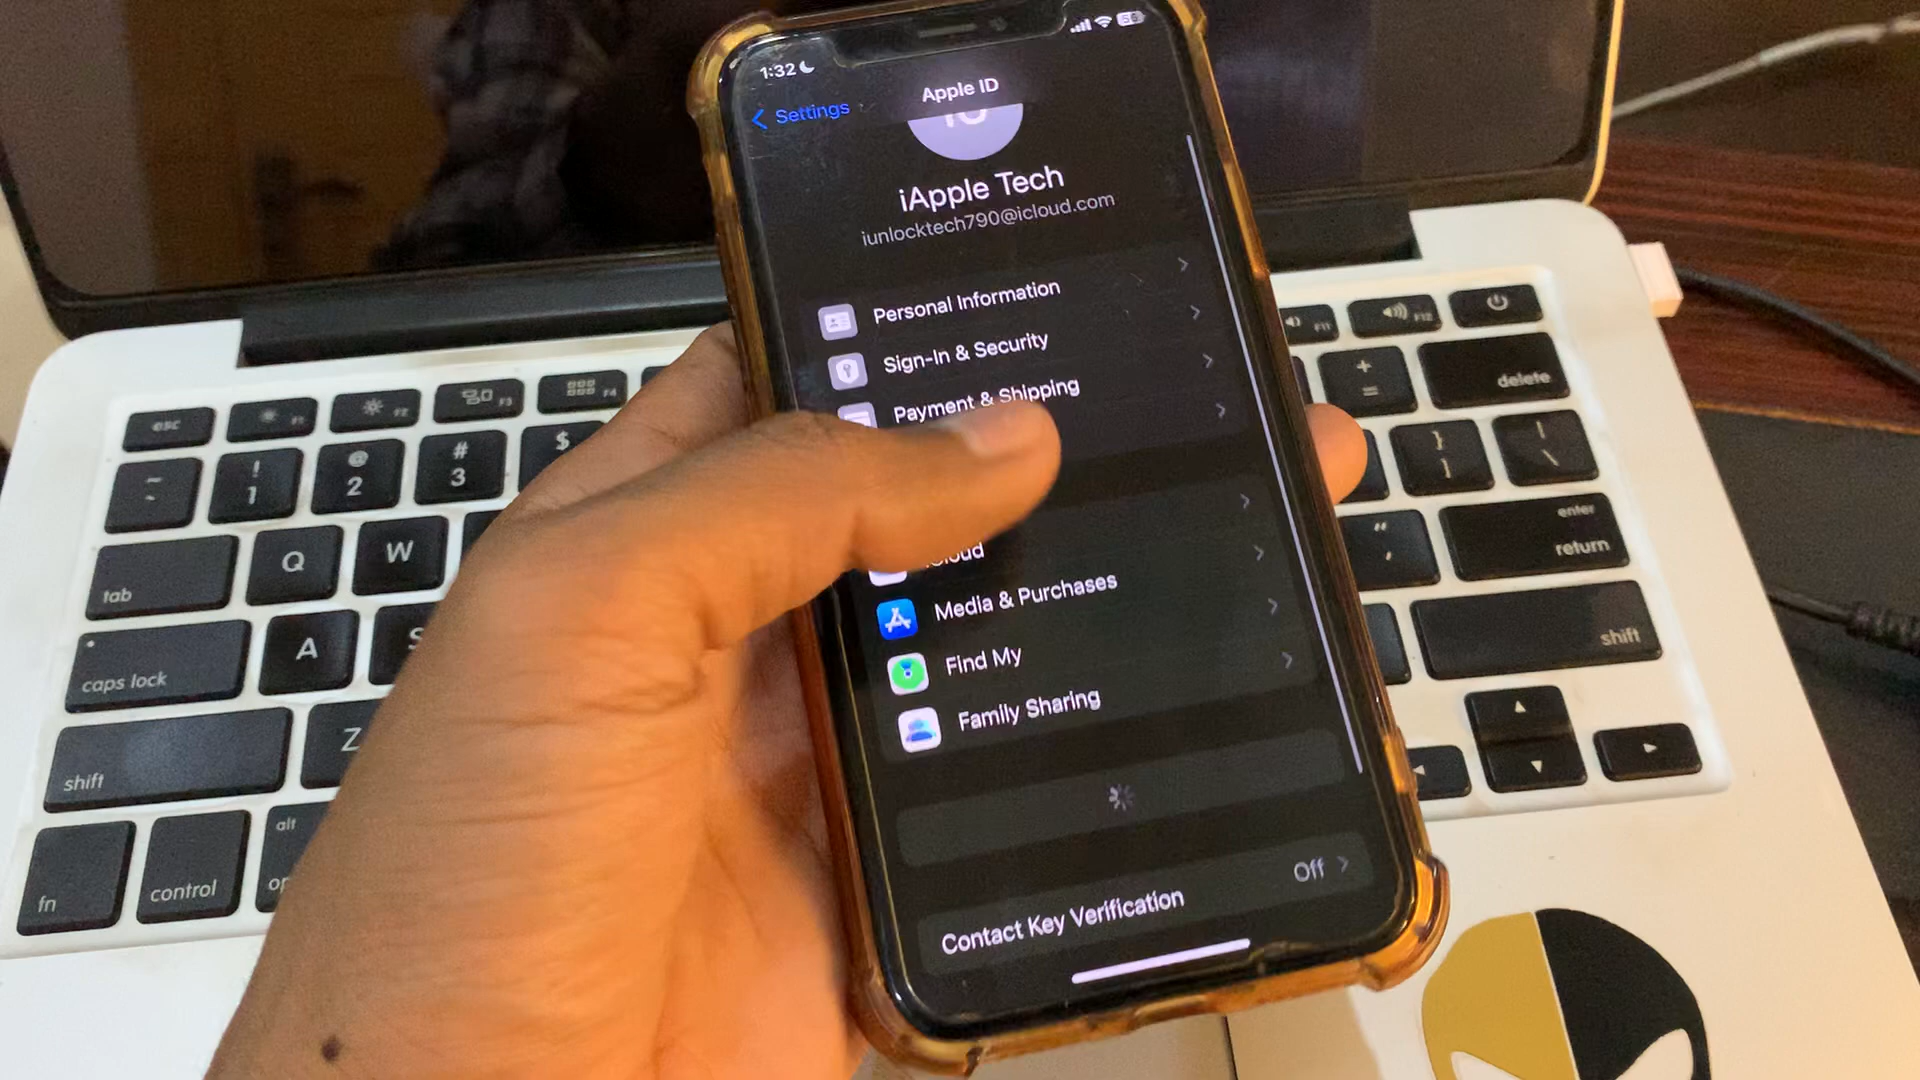 1:32
56
Settings
Apple ID
iApple Tech
iunlocktech790@icloud.com
Personal Information
Sign-In & Security
Payment & Shipping
Media & Purchases
Find My
Family Sharing
Off
Contact Key Verification
esc
F1
F2
F3
F4
F11
F12
~
!
1
@
2
#
3
$
+
=
delete
tab
Q
W
}
]
|
\
caps lock
A
S
"
,
enter
return
shift
Z
shift
fn
control
alt
op